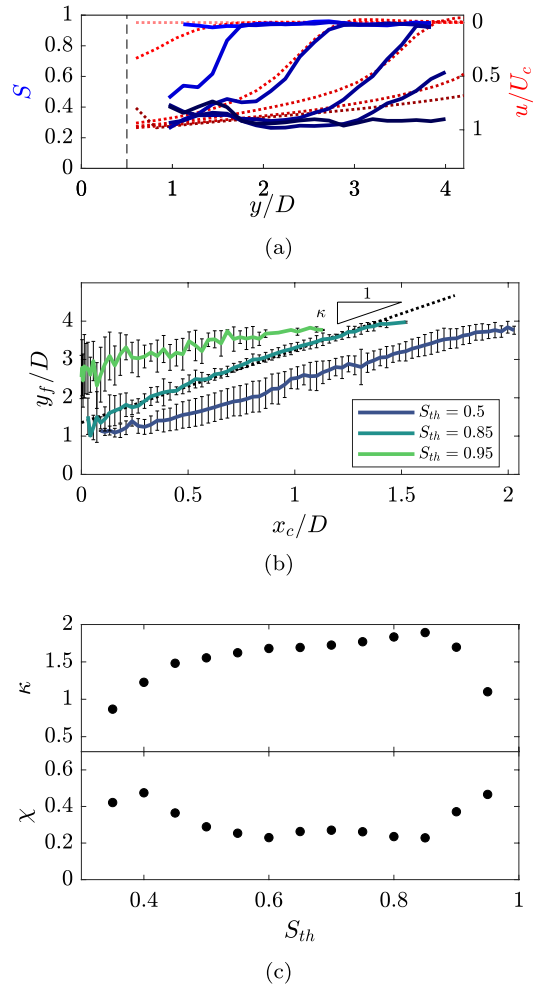 1
0.8
0.6
0.4
0.2
0
S
0
0.5
1
u/U_c
0 1 2 3 4
y/D
(a)
4
3
2
1
0
y_f/D
κ
1
S_th = 0.5
S_th = 0.85
S_th = 0.95
0 0.5 1 1.5 2
x_c/D
(b)
2
1.5
1
0.5
κ
0.6
0.4
0.2
0
χ
0.4 0.6 0.8 1
S_th
(c)